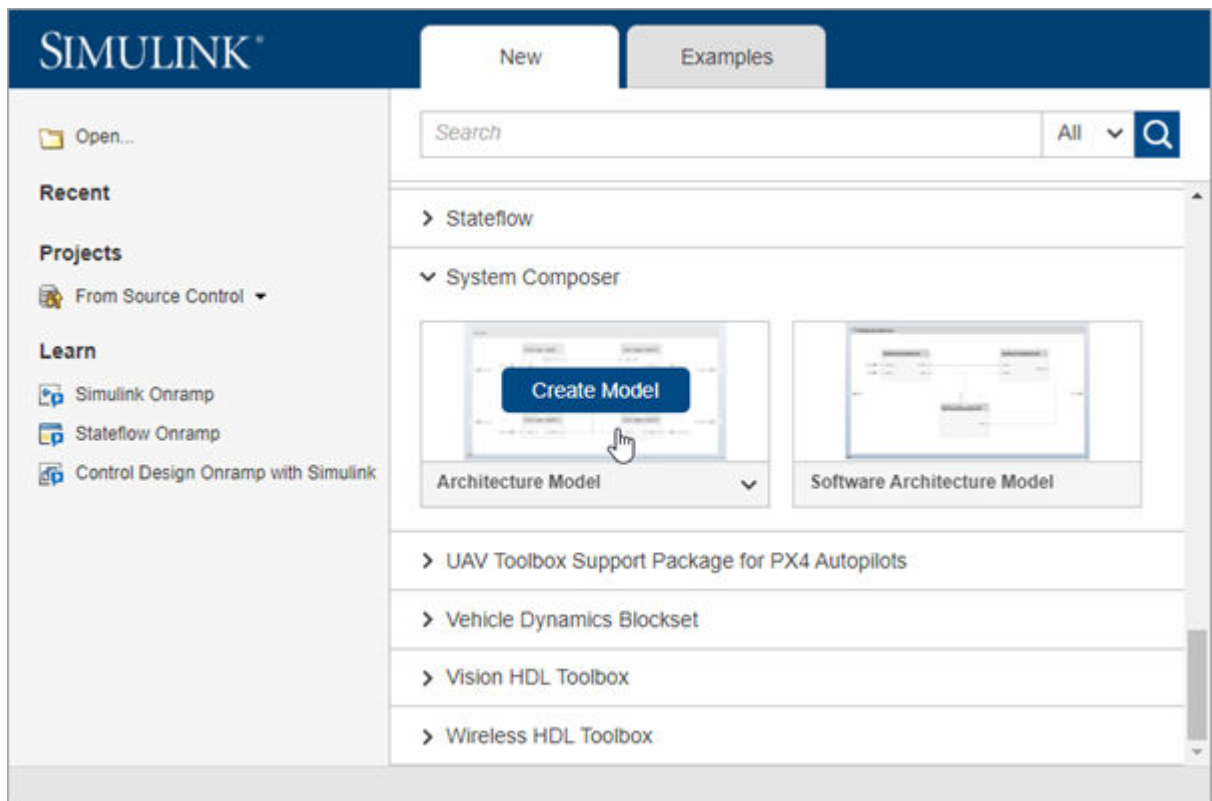 SIMULINK®
New
Examples
Open...
Recent
Projects
From Source Control
Learn
Simulink Onramp
Stateflow Onramp
Control Design Onramp with Simulink
Search
All
Stateflow
System Composer
Create Model
Architecture Model
Software Architecture Model
UAV Toolbox Support Package for PX4 Autopilots
Vehicle Dynamics Blockset
Vision HDL Toolbox
Wireless HDL Toolbox